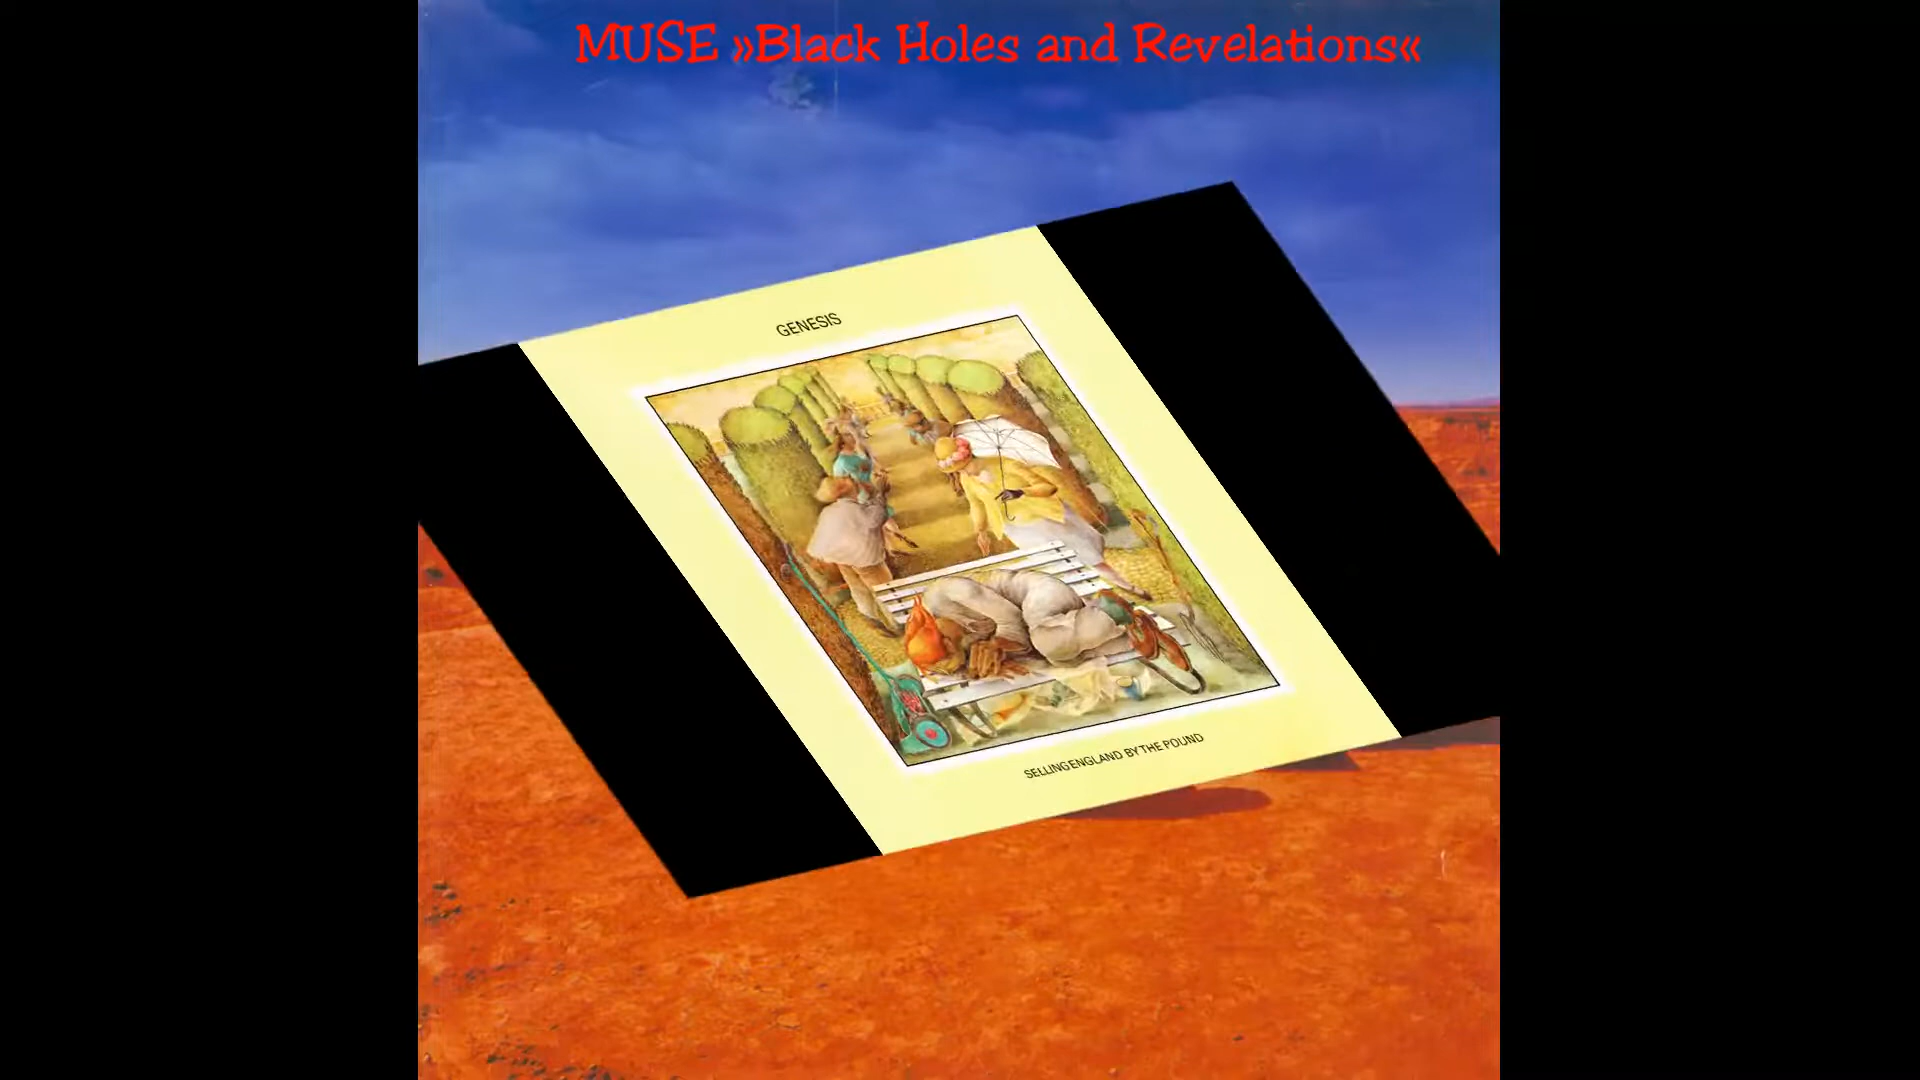 MUSE »Black Holes and Revelations«
GENESIS
SELLING ENGLAND BY THE POUND